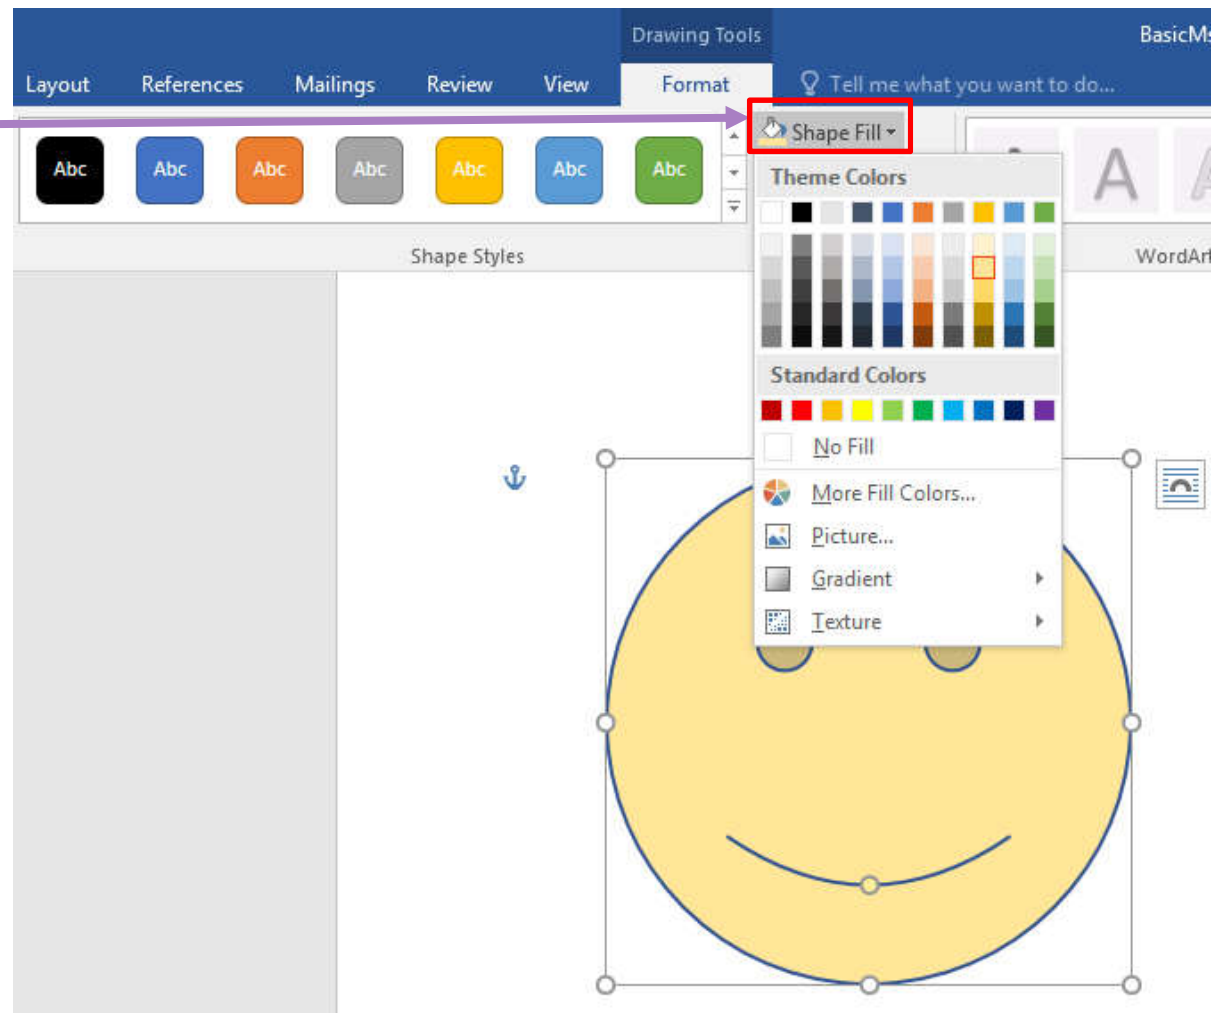 Drawing Tools
BasicMs
Layout References Mailings Review View Format Tell me what you want to do...
Shape Fill
Abc Abc Abc Abc Abc Abc Abc
A
Theme Colors
Shape Styles
WordArt
Standard Colors
No Fill
More Fill Colors...
Picture...
Gradient
Texture